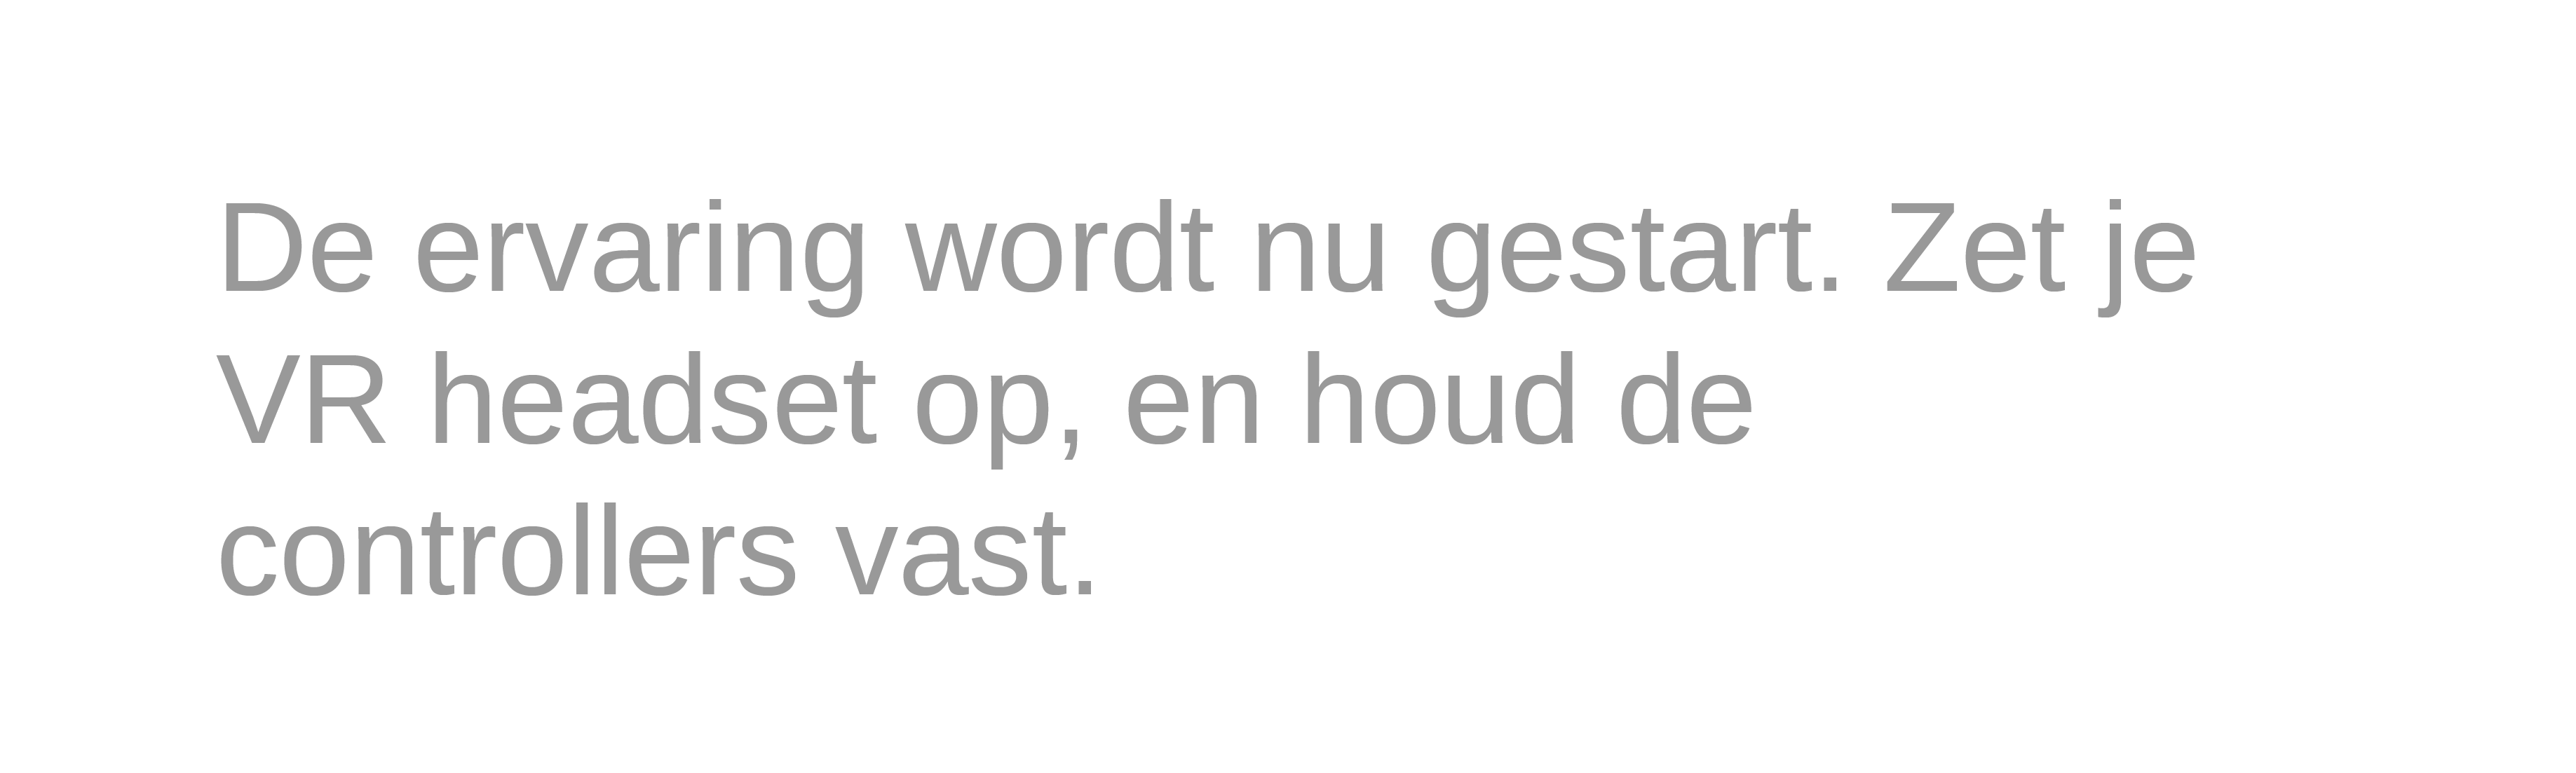 De ervaring wordt nu gestart. Zet je
VR headset op, en houd de
controllers vast.